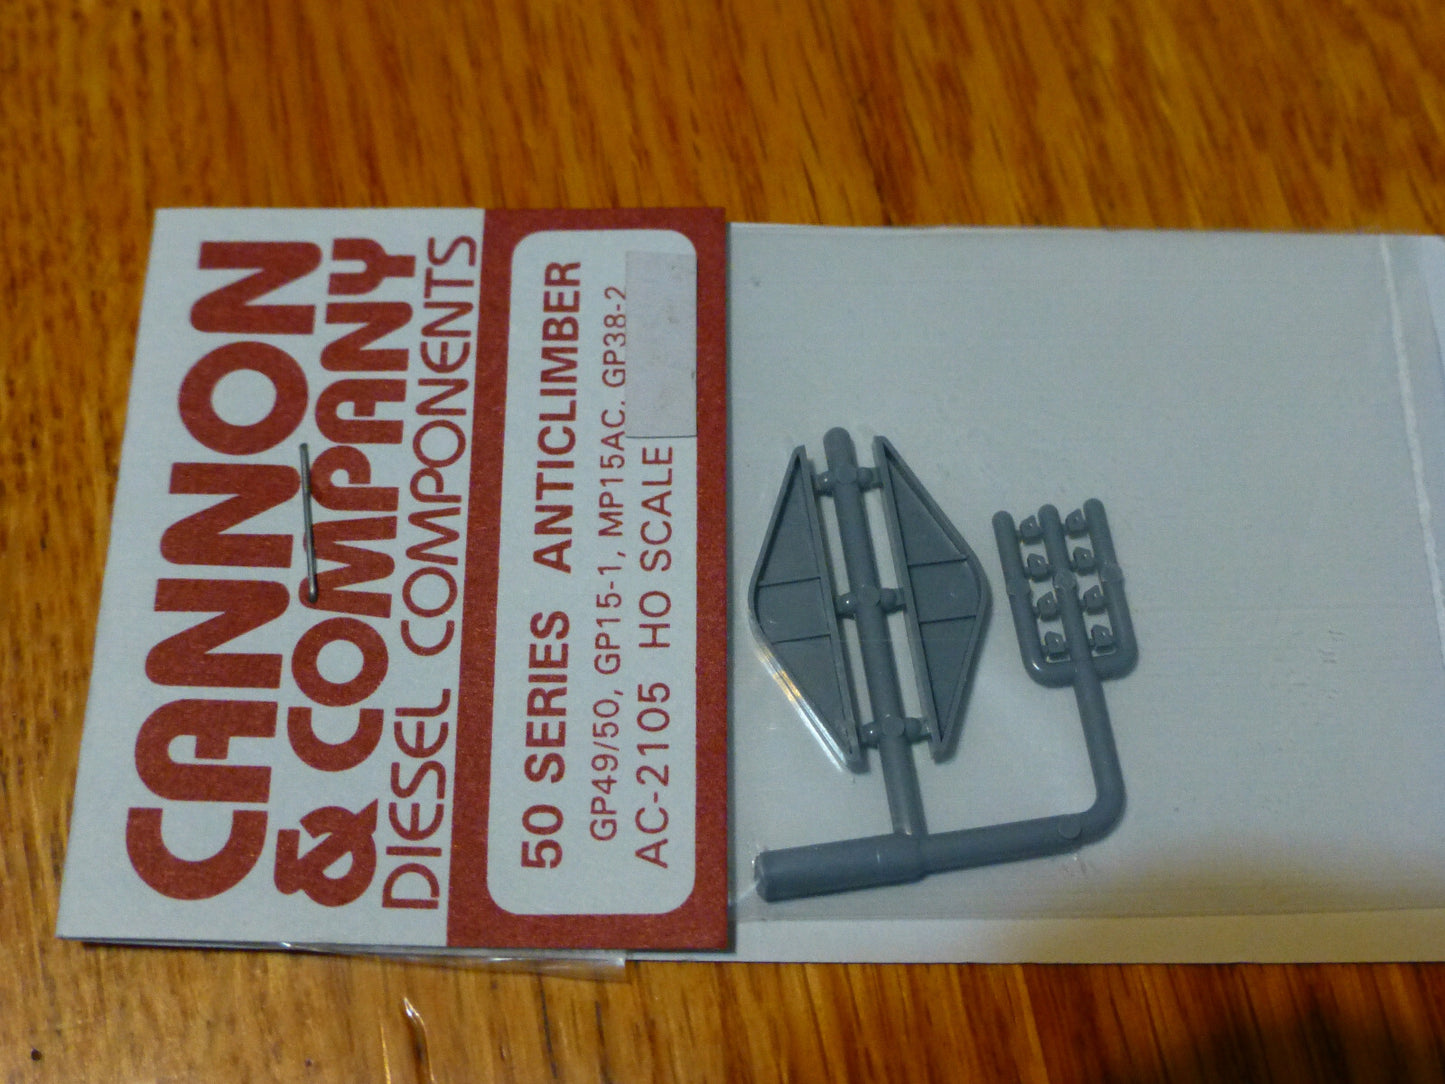 CANNON
& COMPANY
DIESEL COMPONENTS
50 SERIES ANTICLIMBER
GP49/50, GP15-1, MP15AC, GP38-2
AC-2105 HO SCALE